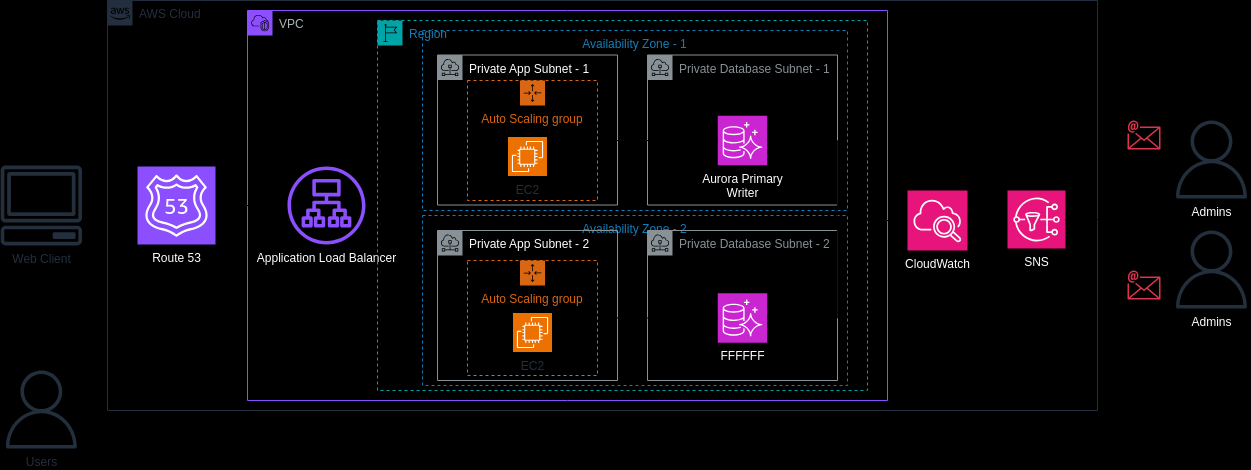 aws
AWS Cloud
VPC
Region
Availability Zone - 1
Private App Subnet - 1
Private Database Subnet - 1
Auto Scaling group
EC2
Aurora Primary
Writer
53
Route 53
Application Load Balancer
Web Client
Availability Zone - 2
Private App Subnet - 2
Private Database Subnet - 2
Auto Scaling group
EC2
FFFFFF
CloudWatch
SNS
@
Admins
@
Admins
Users